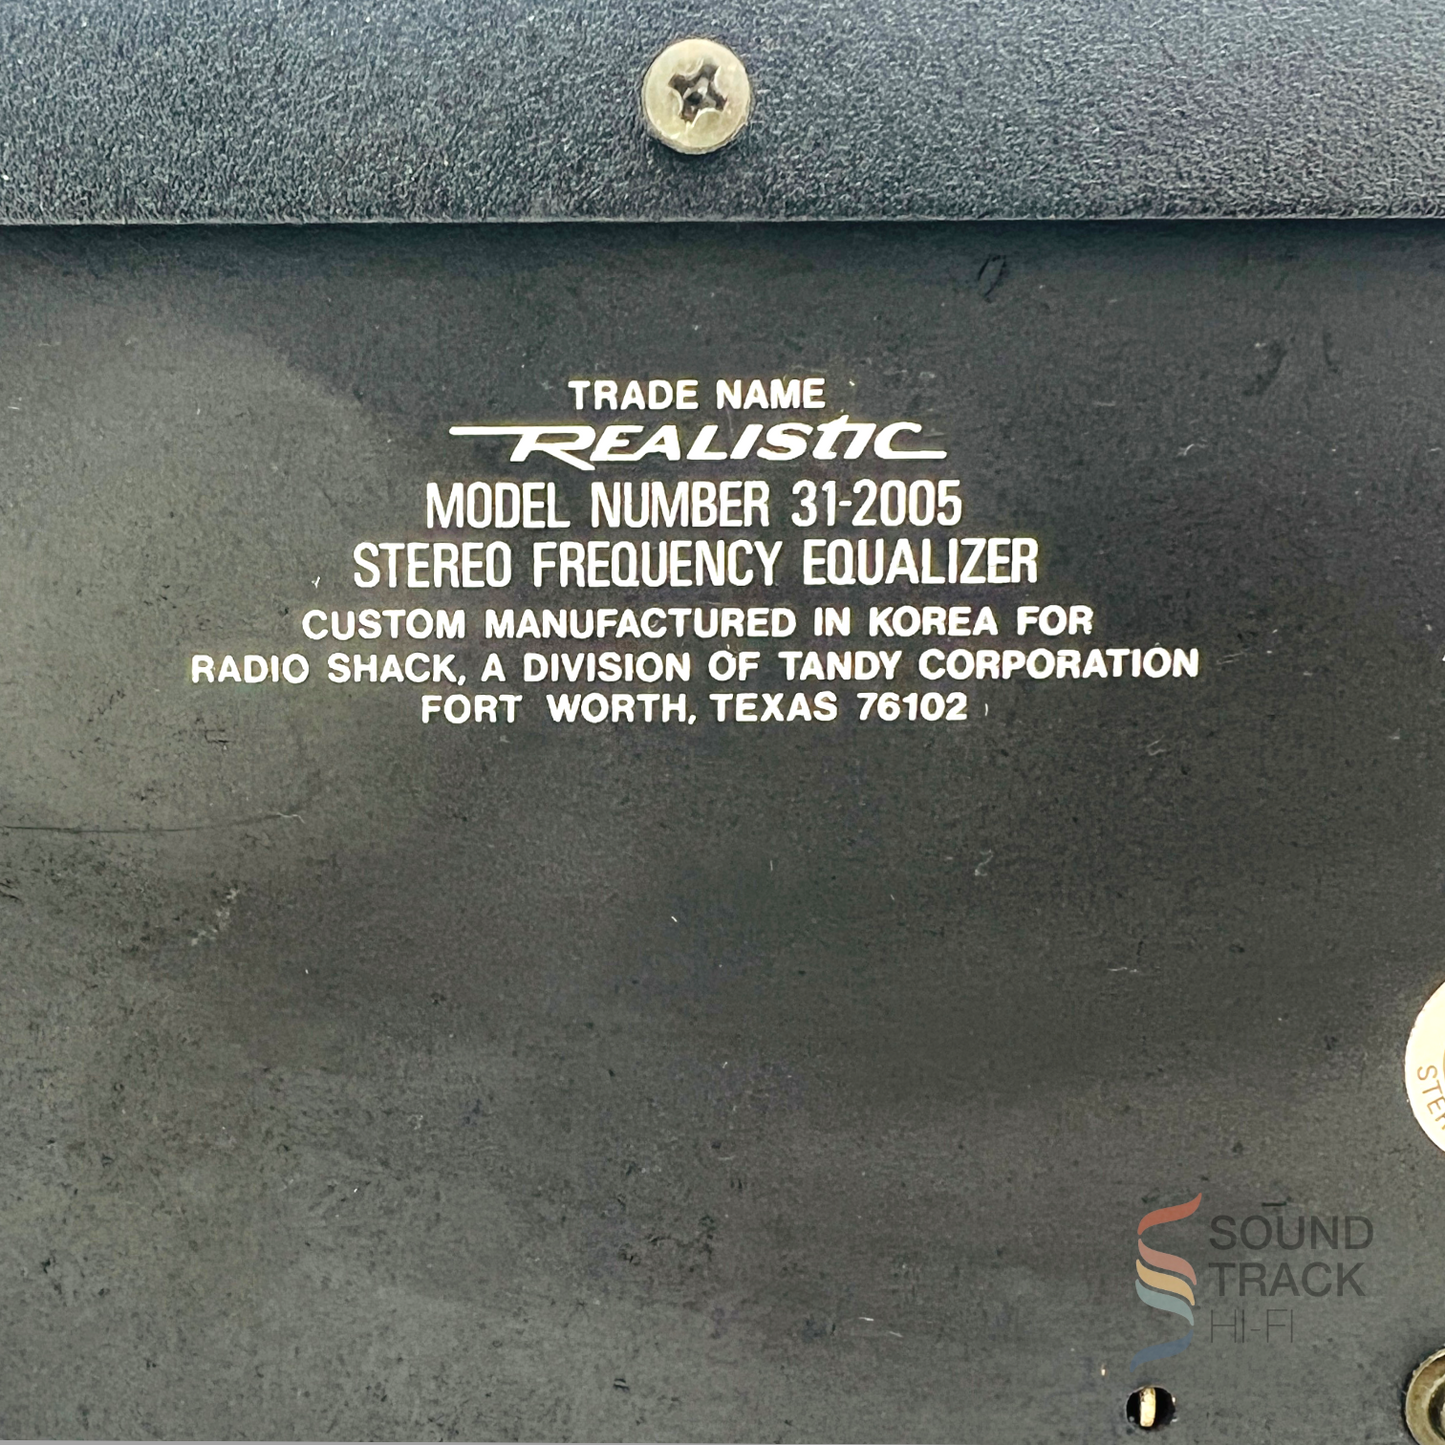 TRADE NAME
REALISTIC
MODEL NUMBER 31-2005
STEREO FREQUENCY EQUALIZER
CUSTOM MANUFACTURED IN KOREA FOR
RADIO SHACK, A DIVISION OF TANDY CORPORATION
FORT WORTH, TEXAS 76102
SOUND
TRACK
HI-FI